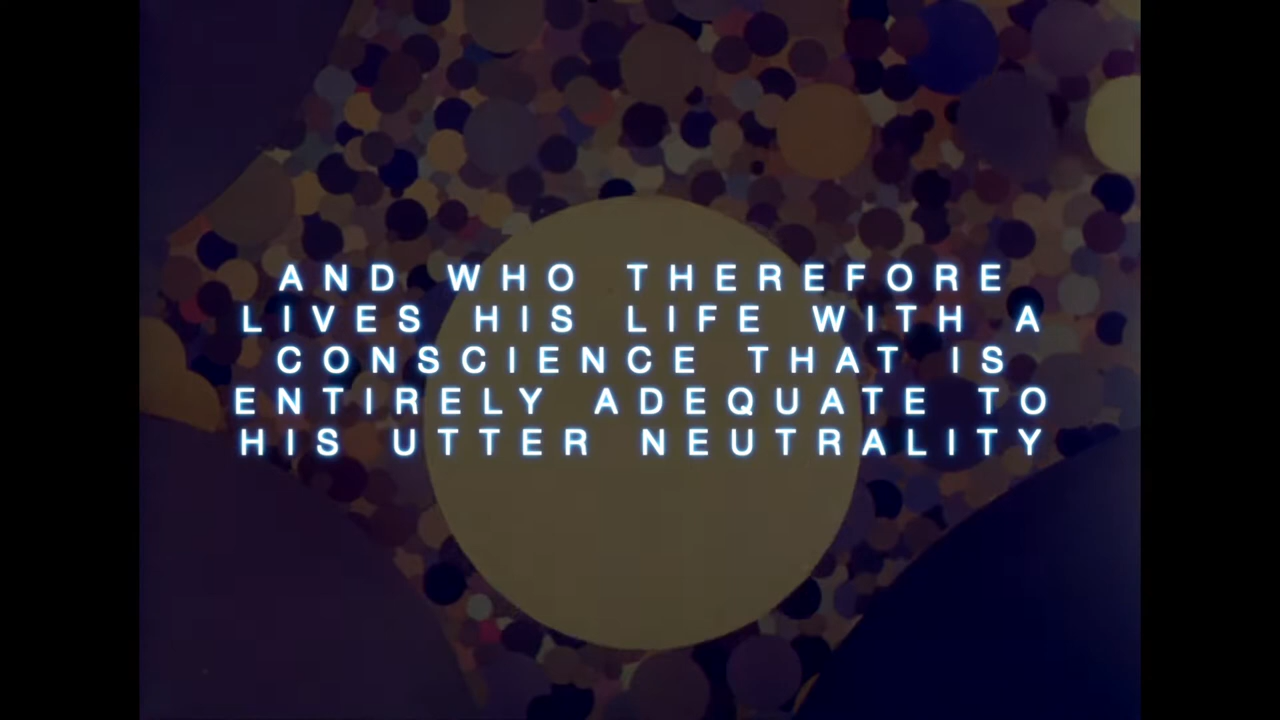 AND WHO THEREFORE
LIVES HIS LIFE WITH A
CONSCIENCE THAT IS
ENTIRELY ADEQUATE TO
HIS UTTER NEUTRALITY